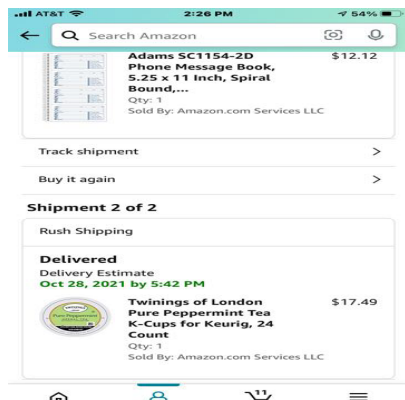 AT&T 2:26 PM 54%
Search Amazon
Adams SC1154-2D $12.12
Phone Message Book,
5.25 x 11 Inch, Spiral
Bound,...
Qty: 1
Sold By: Amazon.com Services LLC
Track shipment
Buy it again
Shipment 2 of 2
Rush Shipping
Delivered
Delivery Estimate
Oct 28, 2021 by 5:42 PM
Twinings of London $17.49
Pure Peppermint Tea
K-Cups for Keurig, 24
Count
Qty: 1
Sold By: Amazon.com Services LLC
Pure Peppermint
11